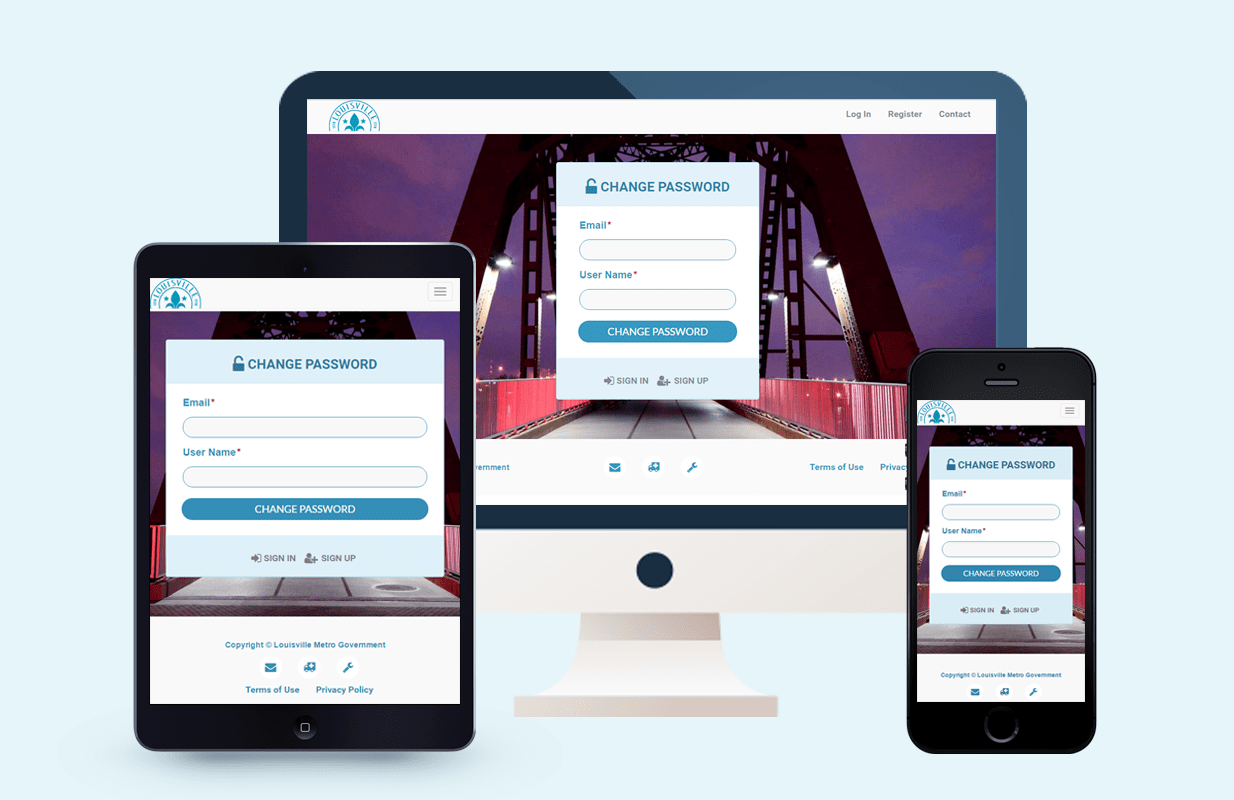 LOUISVILLE
Log In Register Contact
CHANGE PASSWORD
Email*
User Name*
CHANGE PASSWORD
SIGN IN SIGN UP
vernment
Terms of Use Privac
LOUISVILLE
CHANGE PASSWORD
Email*
User Name*
CHANGE PASSWORD
SIGN IN SIGN UP
Copyright © Louisville Metro Government
Terms of Use Privacy Policy
LOUISVILLE
CHANGE PASSWORD
Email*
User Name*
CHANGE PASSWORD
SIGN IN SIGN UP
Copyright © Louisville Metro Government